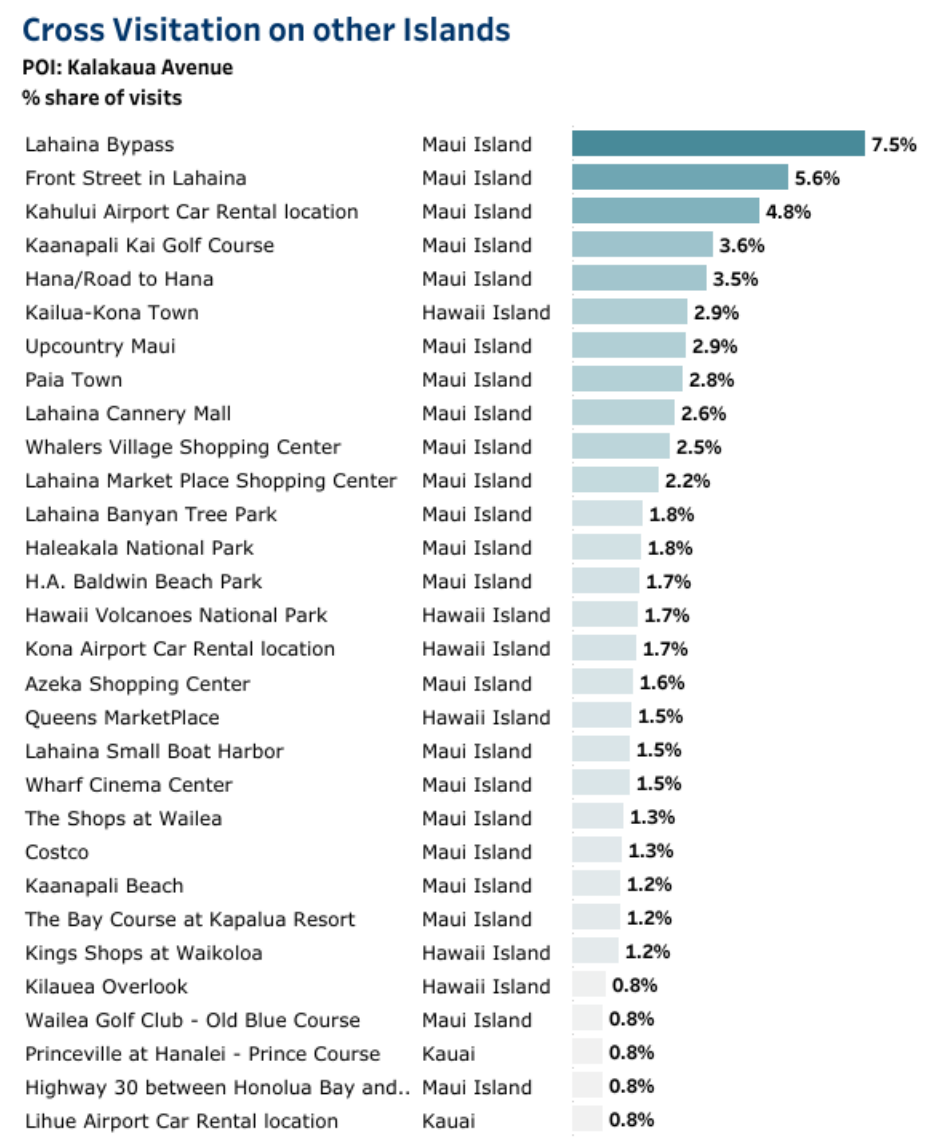 Cross Visitation on other Islands
POI: Kalakaua Avenue
% share of visits
Lahaina Bypass Maui Island 7.5%
Front Street in Lahaina Maui Island 5.6%
Kahului Airport Car Rental location Maui Island 4.8%
Kaanapali Kai Golf Course Maui Island 3.6%
Hana/Road to Hana Maui Island 3.5%
Kailua-Kona Town Hawaii Island 2.9%
Upcountry Maui Maui Island 2.9%
Paia Town Maui Island 2.8%
Lahaina Cannery Mall Maui Island 2.6%
Whalers Village Shopping Center Maui Island 2.5%
Lahaina Market Place Shopping Center Maui Island 2.2%
Lahaina Banyan Tree Park Maui Island 1.8%
Haleakala National Park Maui Island 1.8%
H.A. Baldwin Beach Park Maui Island 1.7%
Hawaii Volcanoes National Park Hawaii Island 1.7%
Kona Airport Car Rental location Hawaii Island 1.7%
Azeka Shopping Center Maui Island 1.6%
Queens MarketPlace Hawaii Island 1.5%
Lahaina Small Boat Harbor Maui Island 1.5%
Wharf Cinema Center Maui Island 1.5%
The Shops at Wailea Maui Island 1.3%
Costco Maui Island 1.3%
Kaanapali Beach Maui Island 1.2%
The Bay Course at Kapalua Resort Maui Island 1.2%
Kings Shops at Waikoloa Hawaii Island 1.2%
Kilauea Overlook Hawaii Island 0.8%
Wailea Golf Club - Old Blue Course Maui Island 0.8%
Princeville at Hanalei - Prince Course Kauai 0.8%
Highway 30 between Honolua Bay and.. Maui Island 0.8%
Lihue Airport Car Rental location Kauai 0.8%